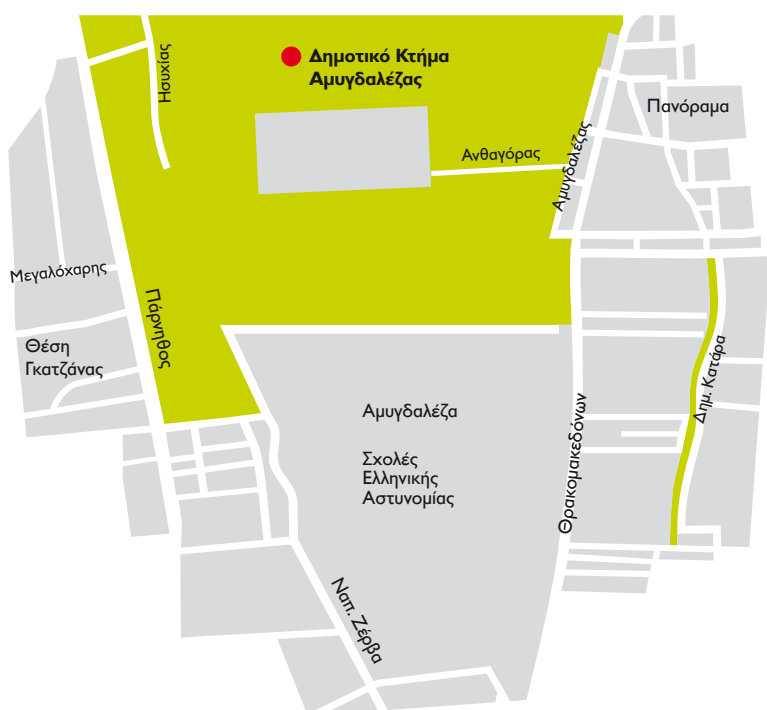 Ησυχίας
Δημοτικό Κτήμα
Αμυγδαλέζας
Πανόραμα
Ανθαγόρας
Αμυγδαλέζας
Μεγαλόχαρης
Πάρνηθος
Θέση
Γκατζάνας
Δημ. Κατάρα
Αμυγδαλέζα
Σχολές
Ελληνικής
Αστυνομίας
Θρακομακεδόνων
Ναπ. Ζέρβα